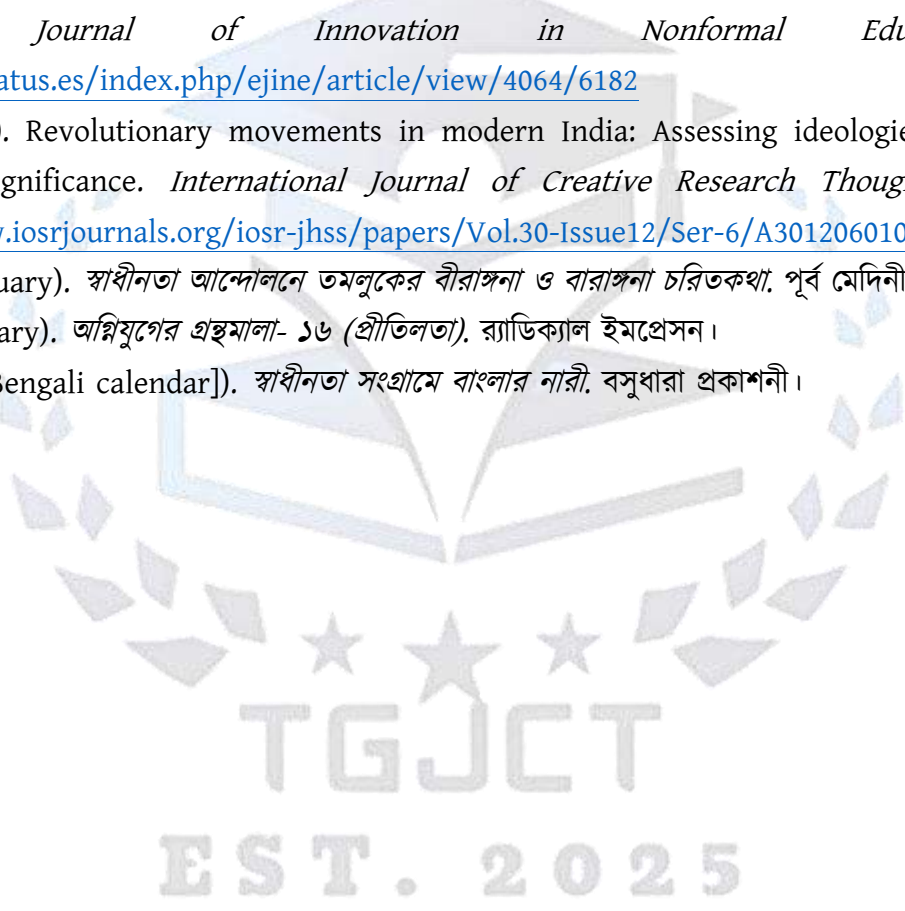 Journal of Innovation in Nonformal Edu
atus.es/index.php/ejine/article/view/4064/6182
). Revolutionary movements in modern India: Assessing ideologie
gnificance. International Journal of Creative Research Though
v.iosrjournals.org/iosr-jhss/papers/Vol.30-Issue12/Ser-6/A301206010
uary). স্বাধীনতা আন্দোলনে তমলুকের বীরাঙ্গনা ও বারাঙ্গনা চরিতকথা. পূর্ব মেদিনী
ary). অগ্নিযুগের গ্রন্থমালা- ১৬ (প্রীতিলতা). র‍্যাডিক্যাল ইমপ্রেসন।
Bengali calendar]). স্বাধীনতা সংগ্রামে বাংলার নারী. বসুধারা প্রকাশনী।
TGJCT
EST. 2025